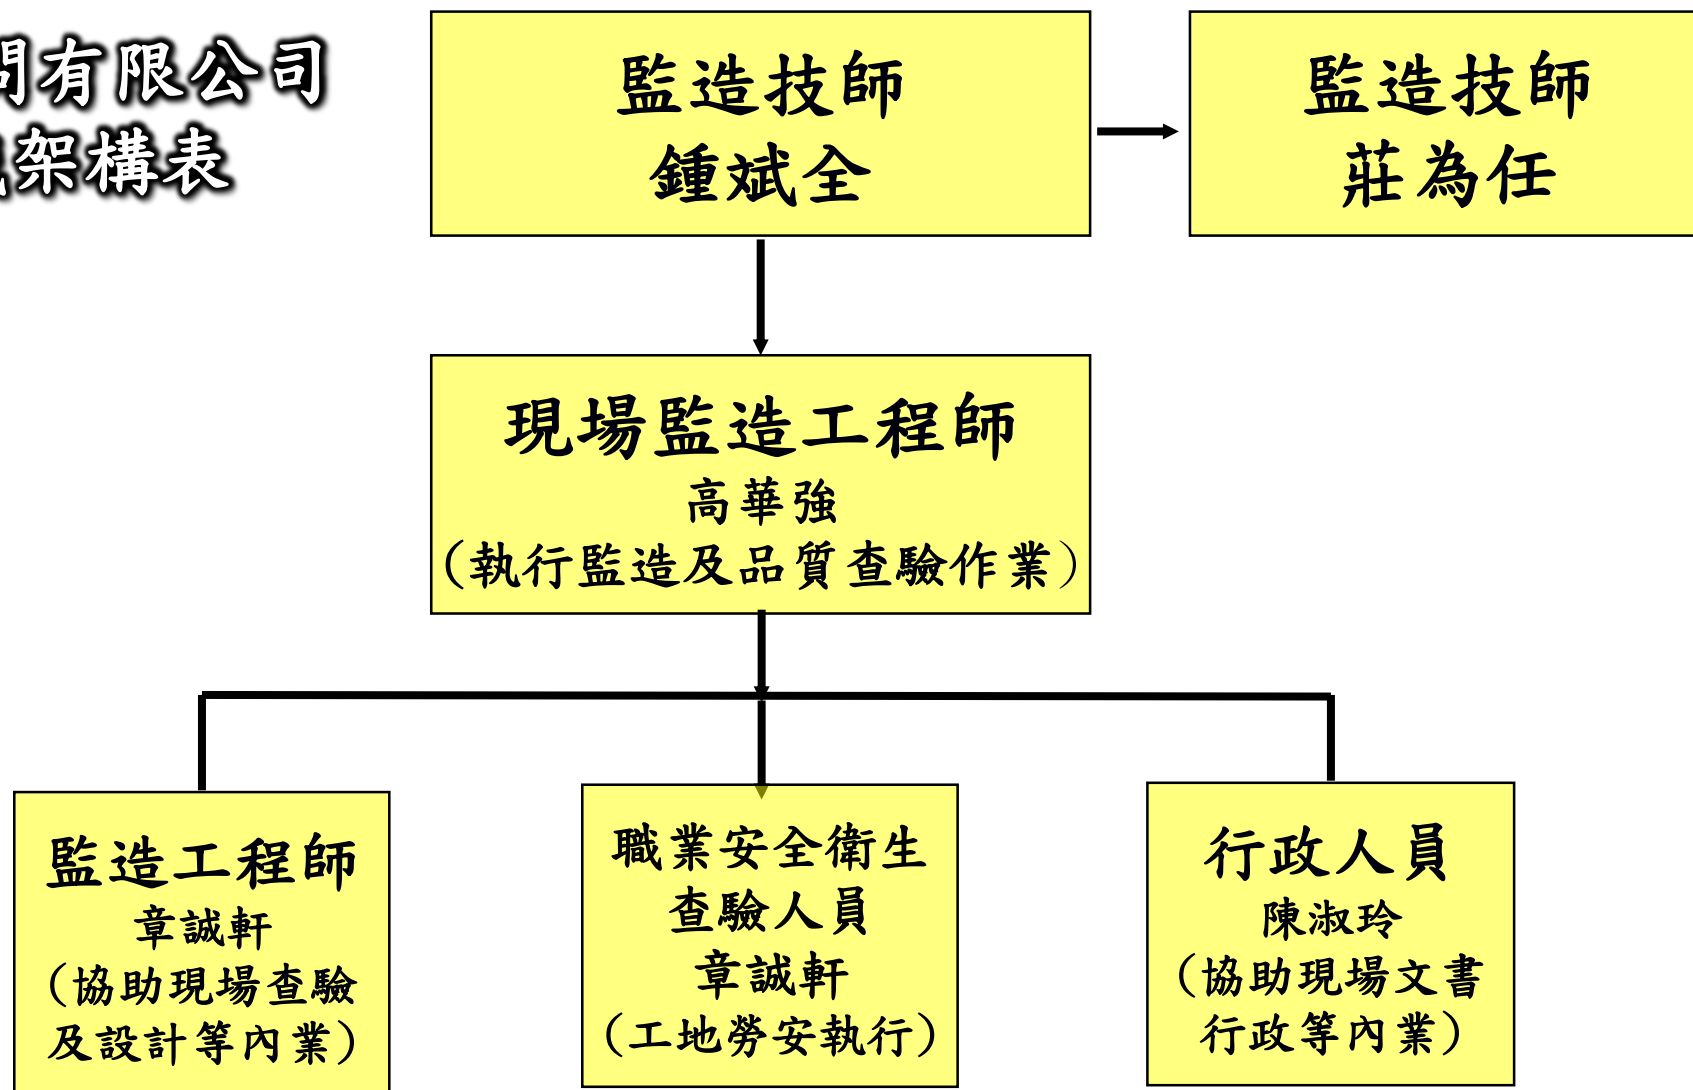 問有限公司
架構表
監造技師
鍾斌全
監造技師
莊為任
現場監造工程師
高華強
(執行監造及品質查驗作業)
監造工程師
章誠軒
(協助現場查驗
及設計等內業)
職業安全衛生
查驗人員
章誠軒
(工地勞安執行)
行政人員
陳淑玲
(協助現場文書
行政等內業)